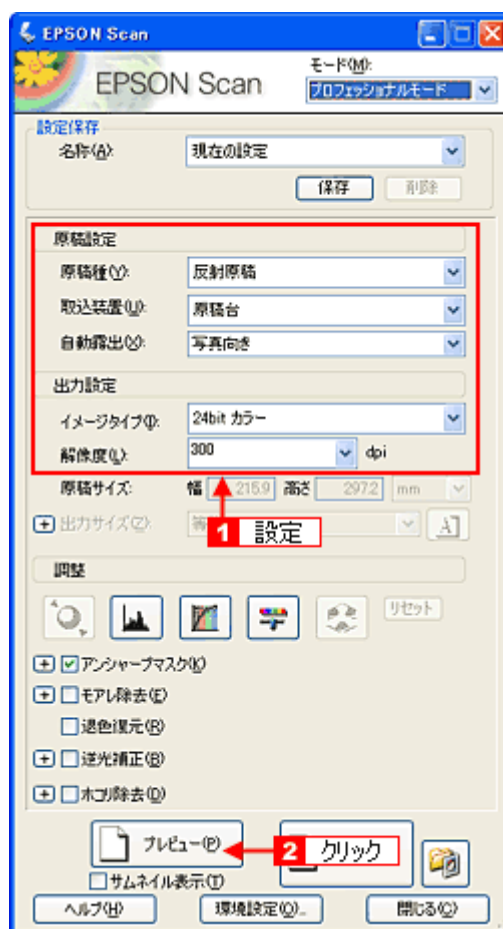 EPSON Scan
EPSON Scan
モード(M):
プロフェッショナルモード
設定保存
名称(A):
現在の設定
保存
削除
原稿設定
原稿種(Y):
反射原稿
取込装置(U):
原稿台
自動露出(X):
写真向き
出力設定
イメージタイプ(I):
24bit カラー
解像度(L):
300
dpi
原稿サイズ:
幅 215.9 高さ 297.2 mm
出力サイズ(Z):
1 設定
調整
リセット
アンシャープマスク(K)
モアレ除去(E)
退色復元(R)
逆光補正(B)
ホコリ除去(D)
プレビュー(P)
2 クリック
サムネイル表示(T)
ヘルプ(H)
環境設定(O)...
閉じる(C)